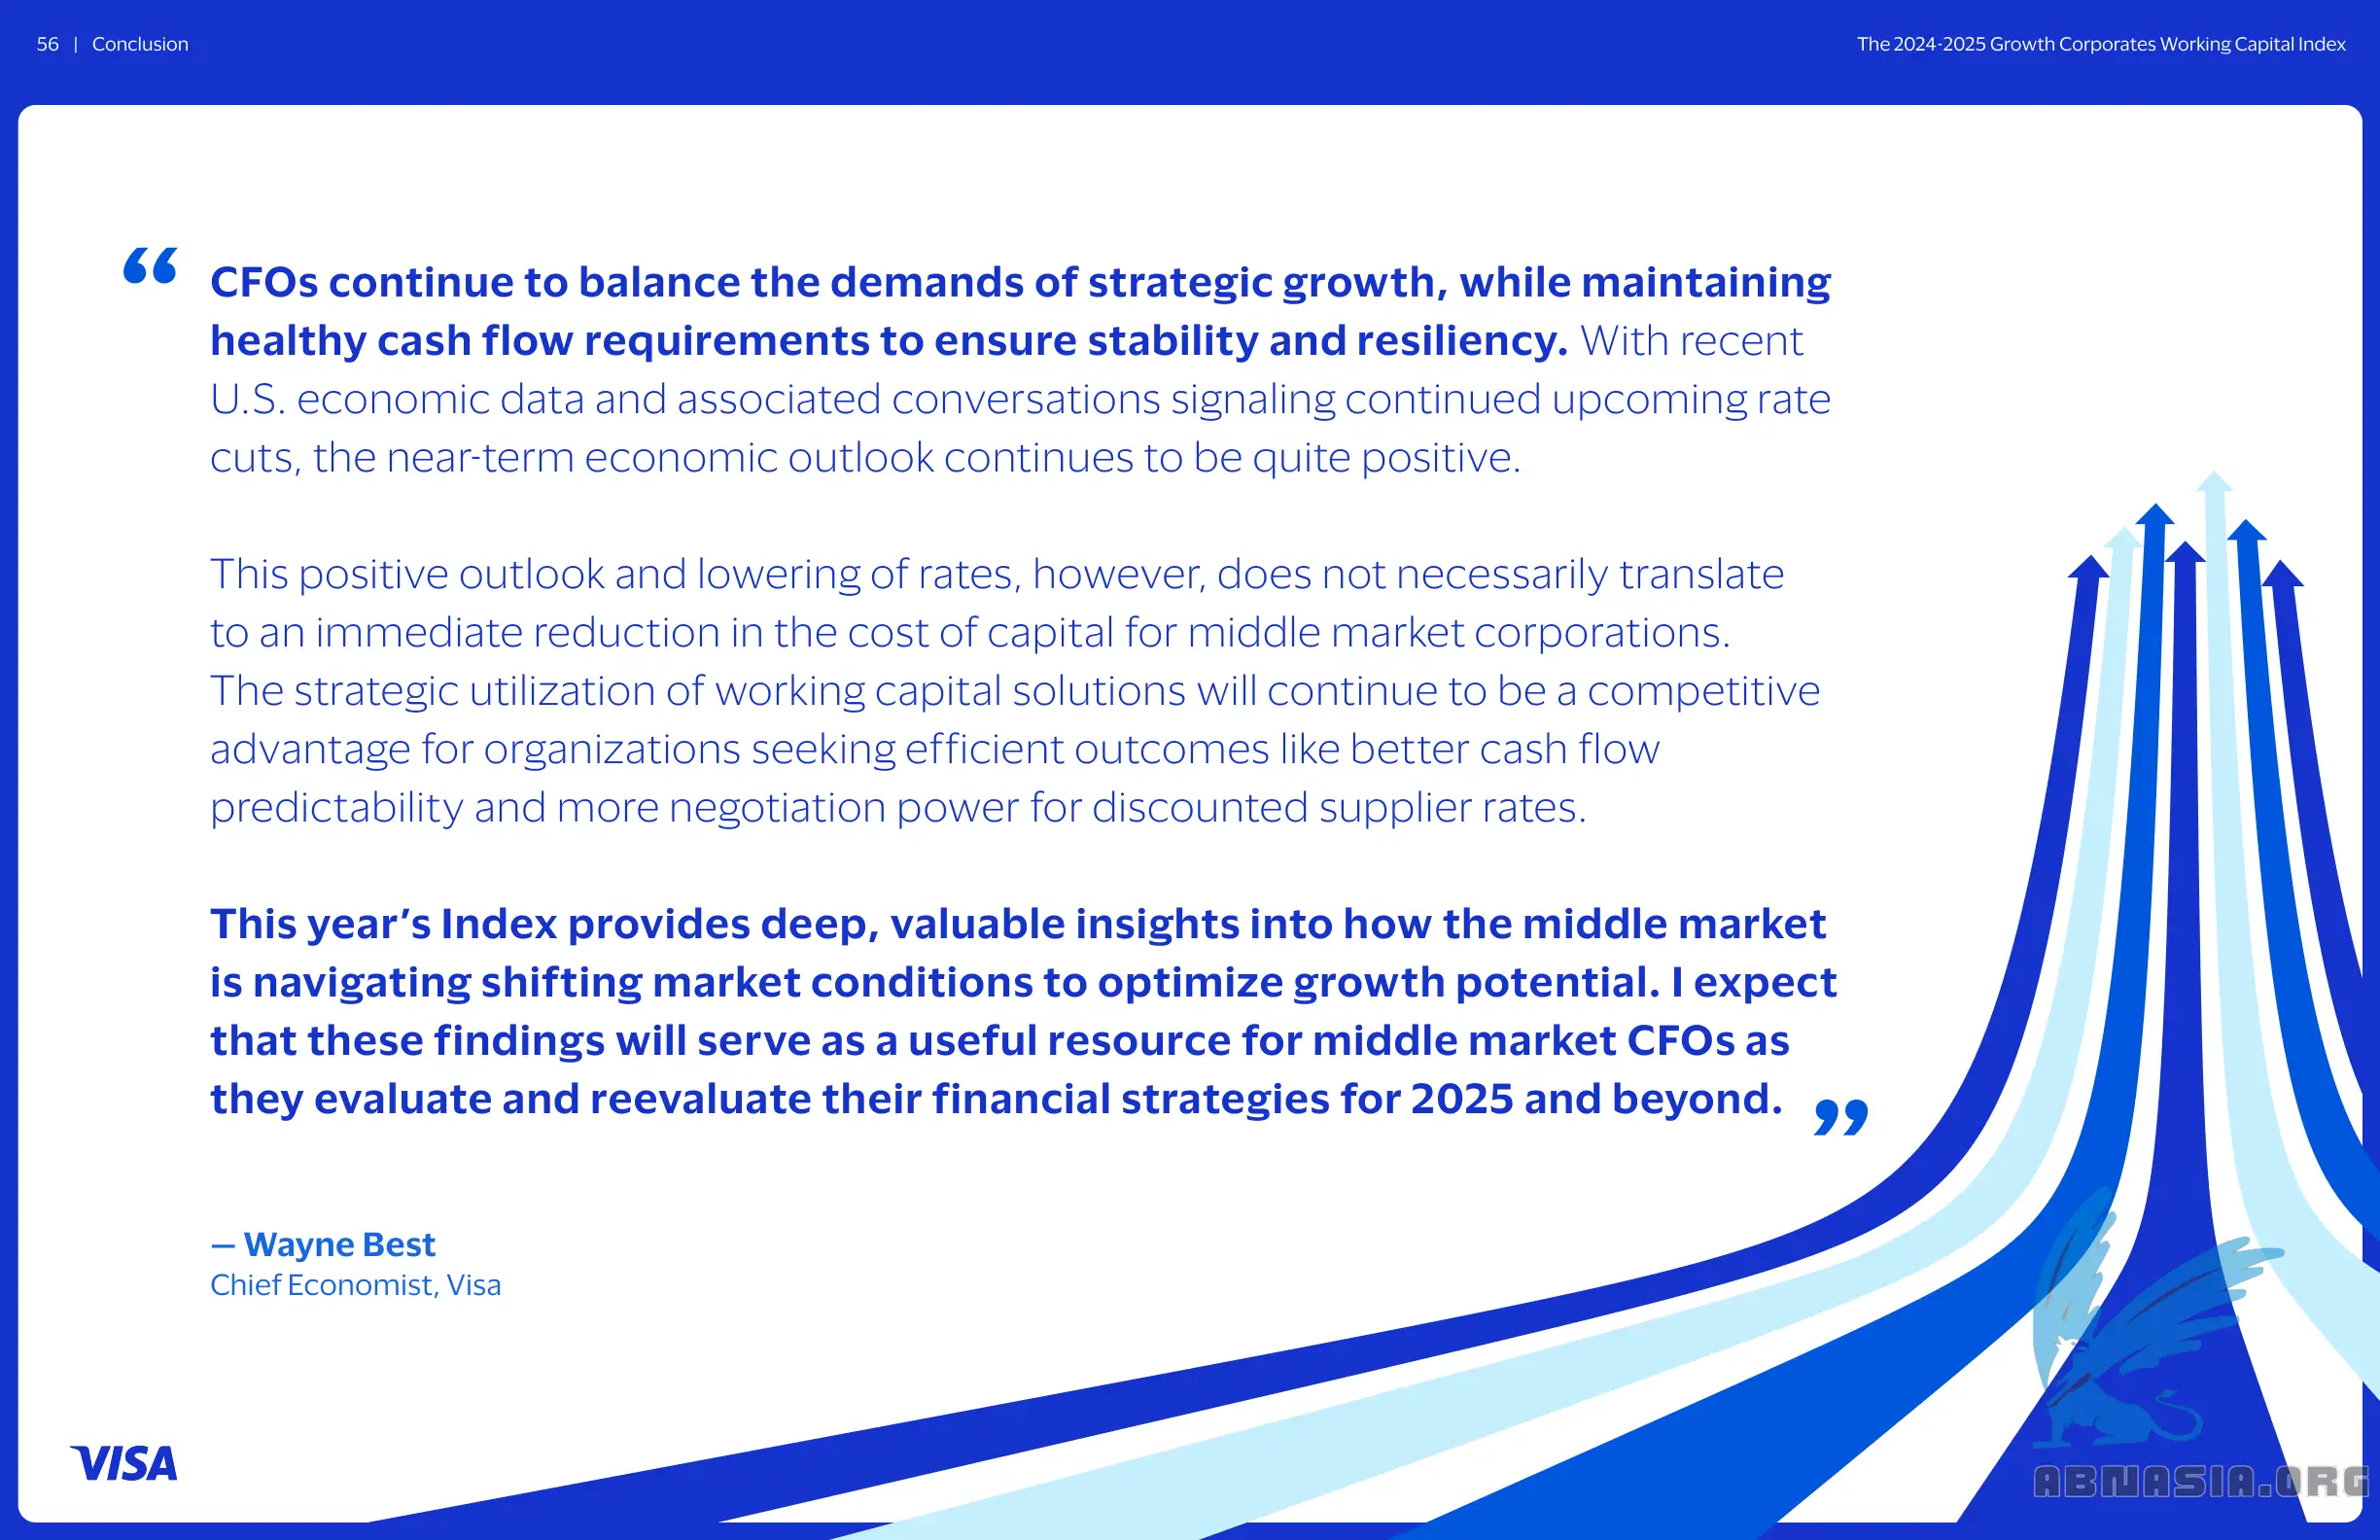 56 | Conclusion
The 2024-2025 Growth Corporates Working Capital Index
“ CFOs continue to balance the demands of strategic growth, while maintaining
healthy cash flow requirements to ensure stability and resiliency. With recent
U.S. economic data and associated conversations signaling continued upcoming rate
cuts, the near-term economic outlook continues to be quite positive.
This positive outlook and lowering of rates, however, does not necessarily translate
to an immediate reduction in the cost of capital for middle market corporations.
The strategic utilization of working capital solutions will continue to be a competitive
advantage for organizations seeking efficient outcomes like better cash flow
predictability and more negotiation power for discounted supplier rates.
This year’s Index provides deep, valuable insights into how the middle market
is navigating shifting market conditions to optimize growth potential. I expect
that these findings will serve as a useful resource for middle market CFOs as
they evaluate and reevaluate their financial strategies for 2025 and beyond. ”
— Wayne Best
Chief Economist, Visa
VISA
ABNASIA.ORG